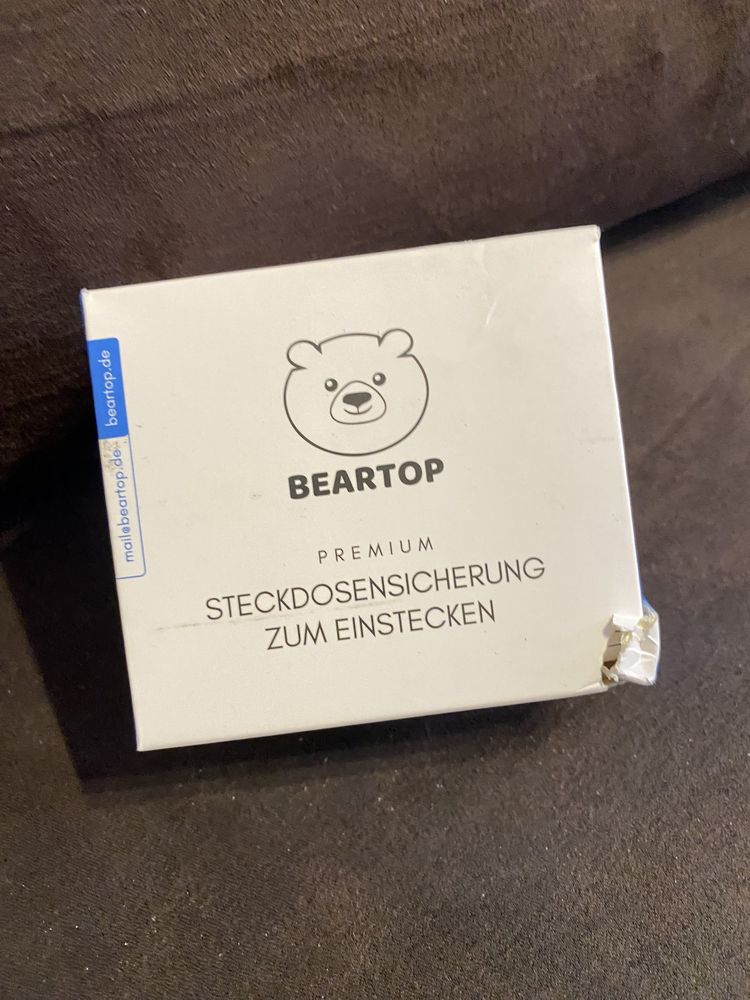 BEARTOP
PREMIUM
STECKDOSENSICHERUNG
ZUM EINSTECKEN
beartop.de
mail@beartop.de